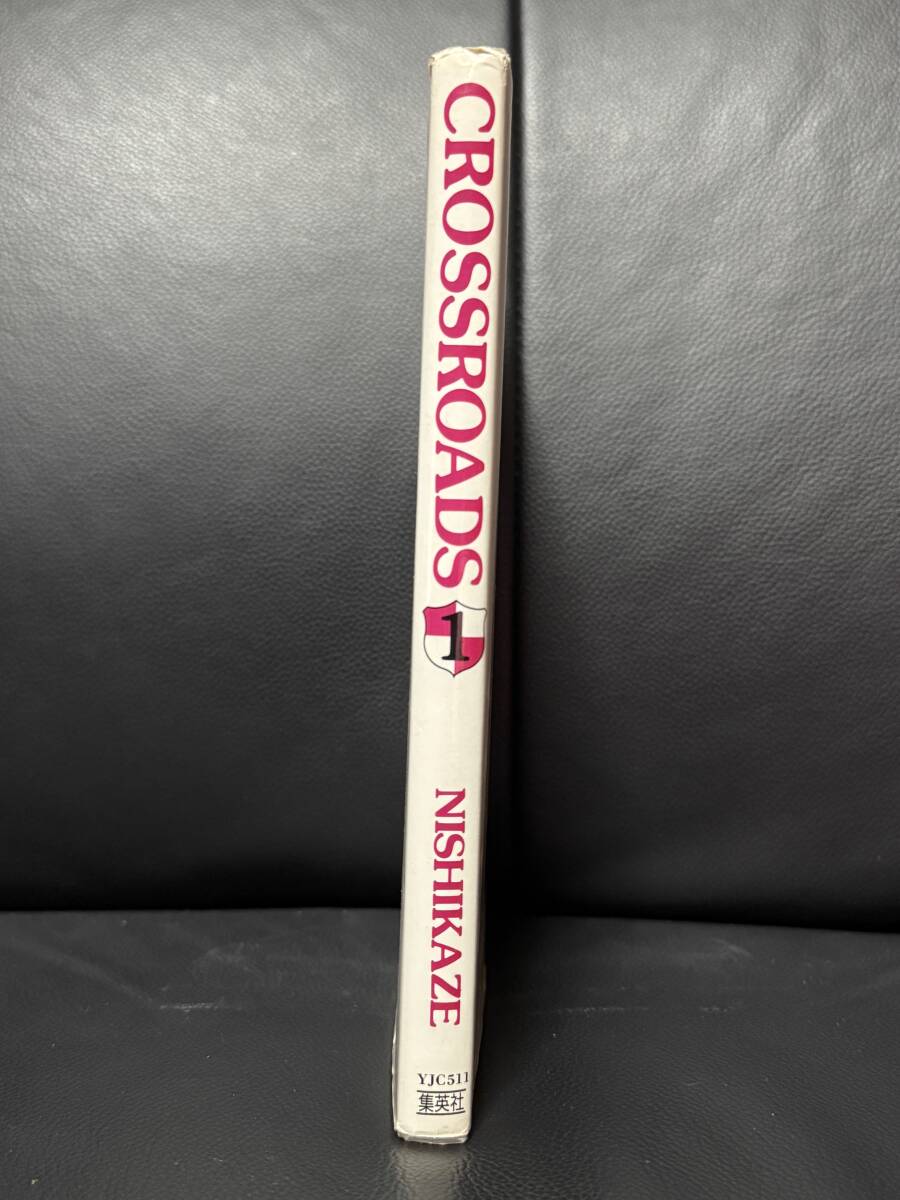 CROSSROADS
1
NISHIKAZE
YJC511
集英社